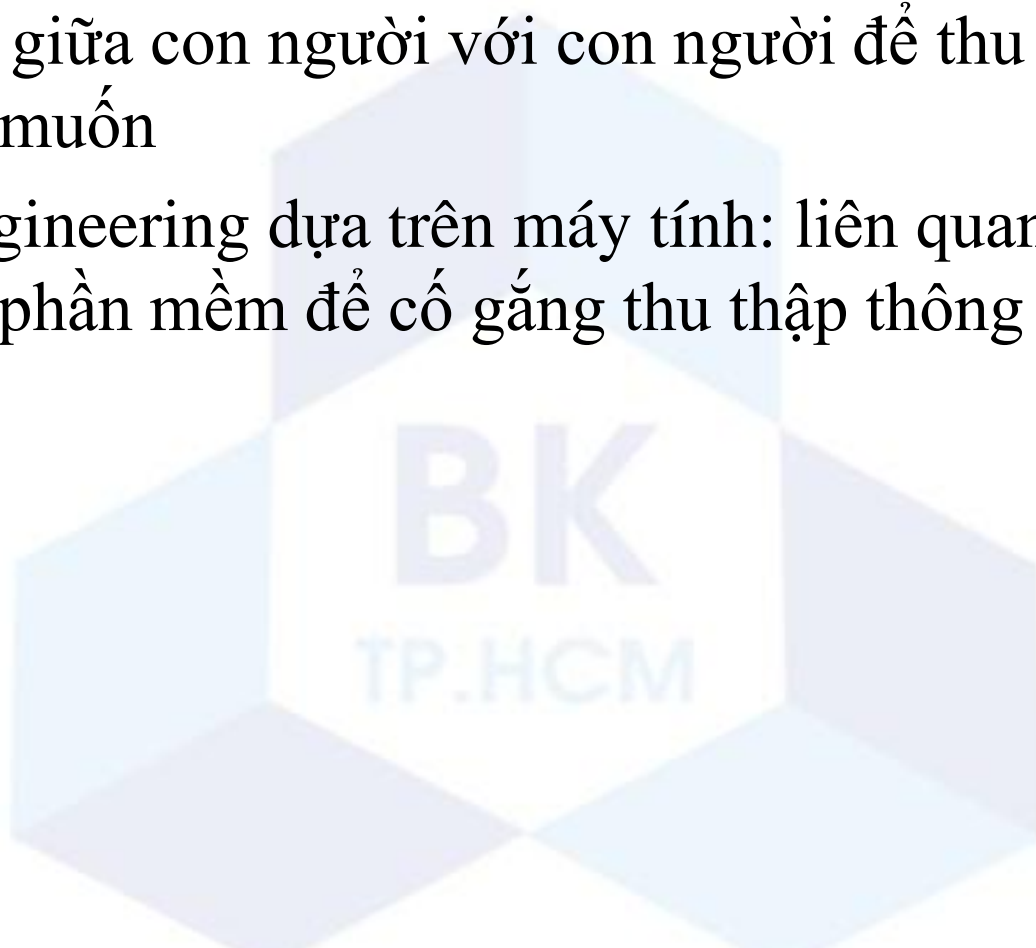 giữa con người với con người để thu
muốn
gineering dựa trên máy tính: liên quan
phần mềm để cố gắng thu thập thông
BK
TP.HCM